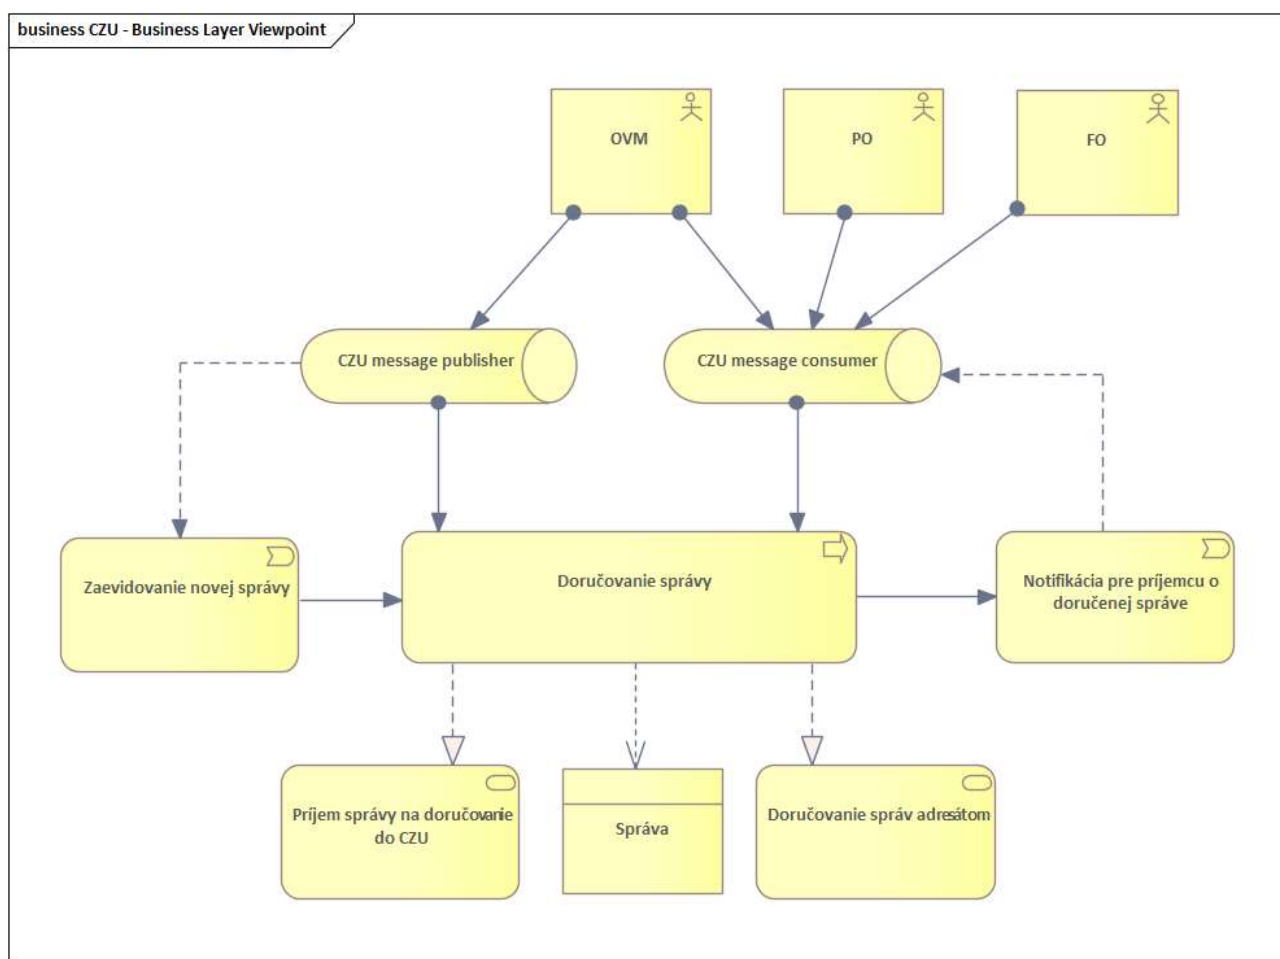 business CZU - Business Layer Viewpoint
OVM
PO
FO
CZU message publisher
CZU message consumer
Zaevidovanie novej správy
Doručovanie správy
Notifikácia pre príjemcu o
doručenej správe
Príjem správy na doručovanie
do CZU
Správa
Doručovanie správ adresátom